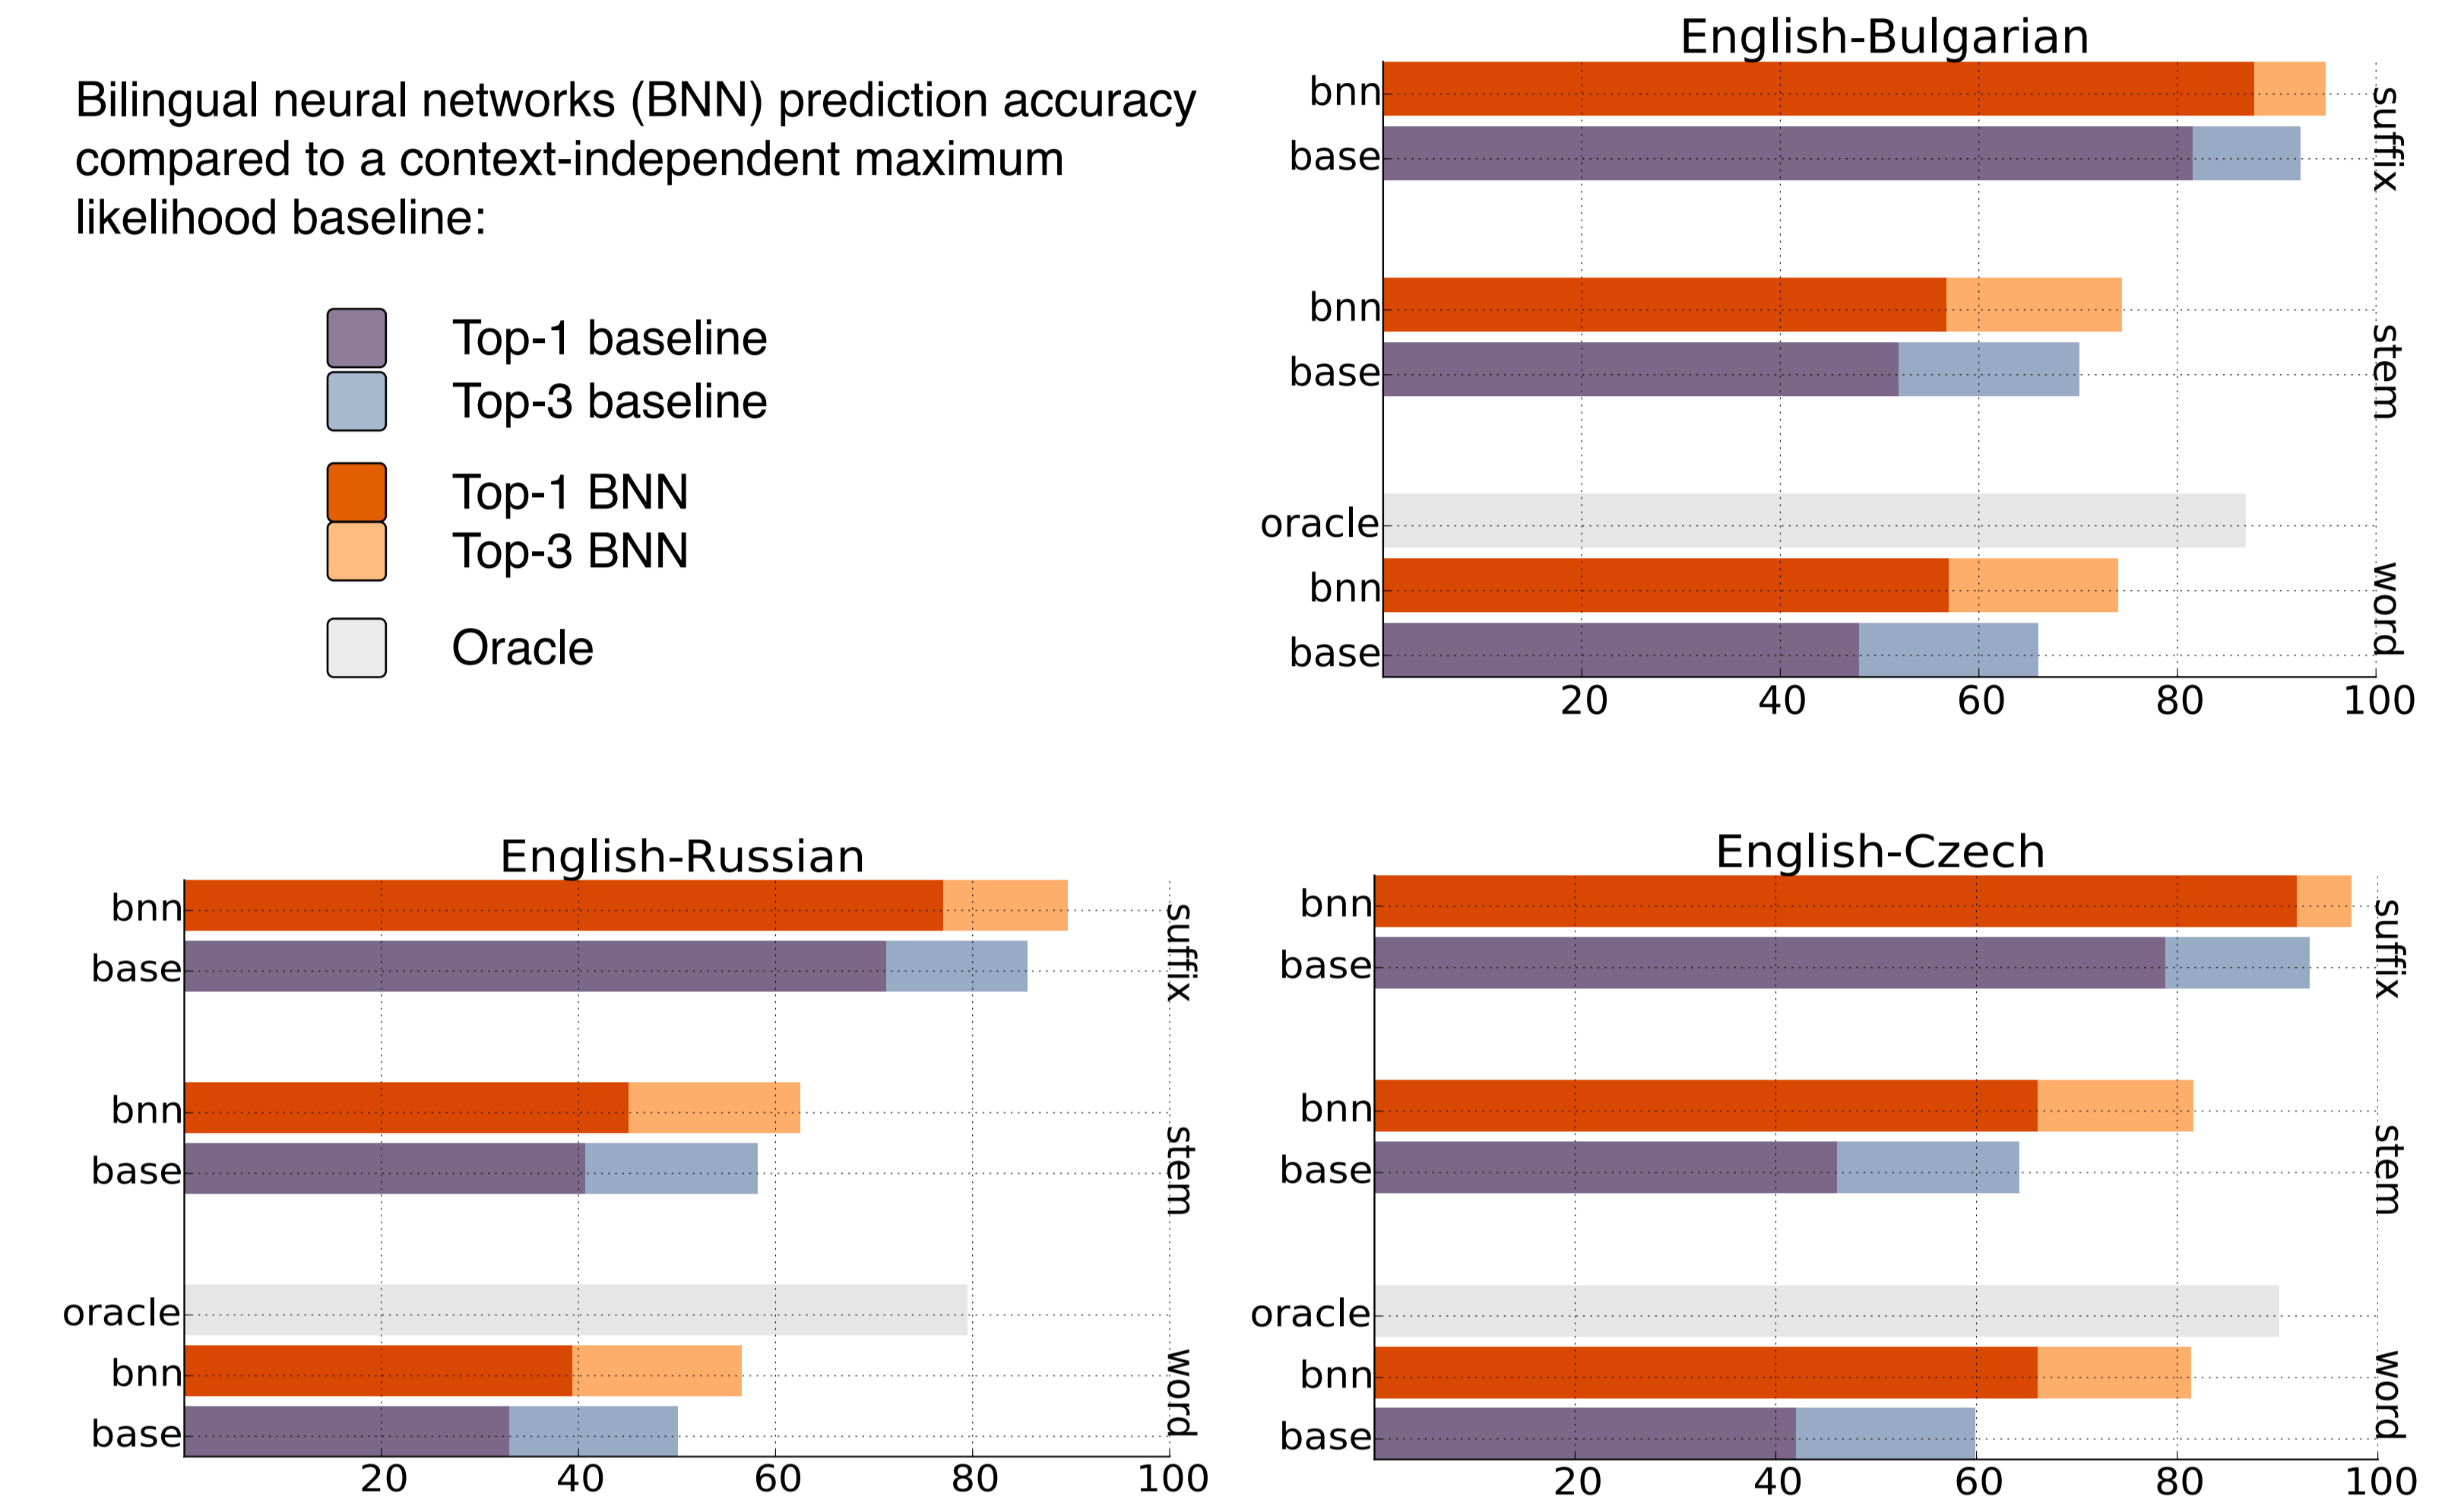 Bilingual neural networks (BNN) prediction accuracy
compared to a context-independent maximum
likelihood baseline:
Top-1 baseline
Top-3 baseline
Top-1 BNN
Top-3 BNN
Oracle
English-Bulgarian
bnn
base
suffix
bnn
base
stem
oracle
bnn
base
word
20 40 60 80 100
English-Russian
bnn
base
suffix
bnn
base
stem
oracle
bnn
base
word
20 40 60 80 100
English-Czech
bnn
base
suffix
bnn
base
stem
oracle
bnn
base
word
20 40 60 80 100